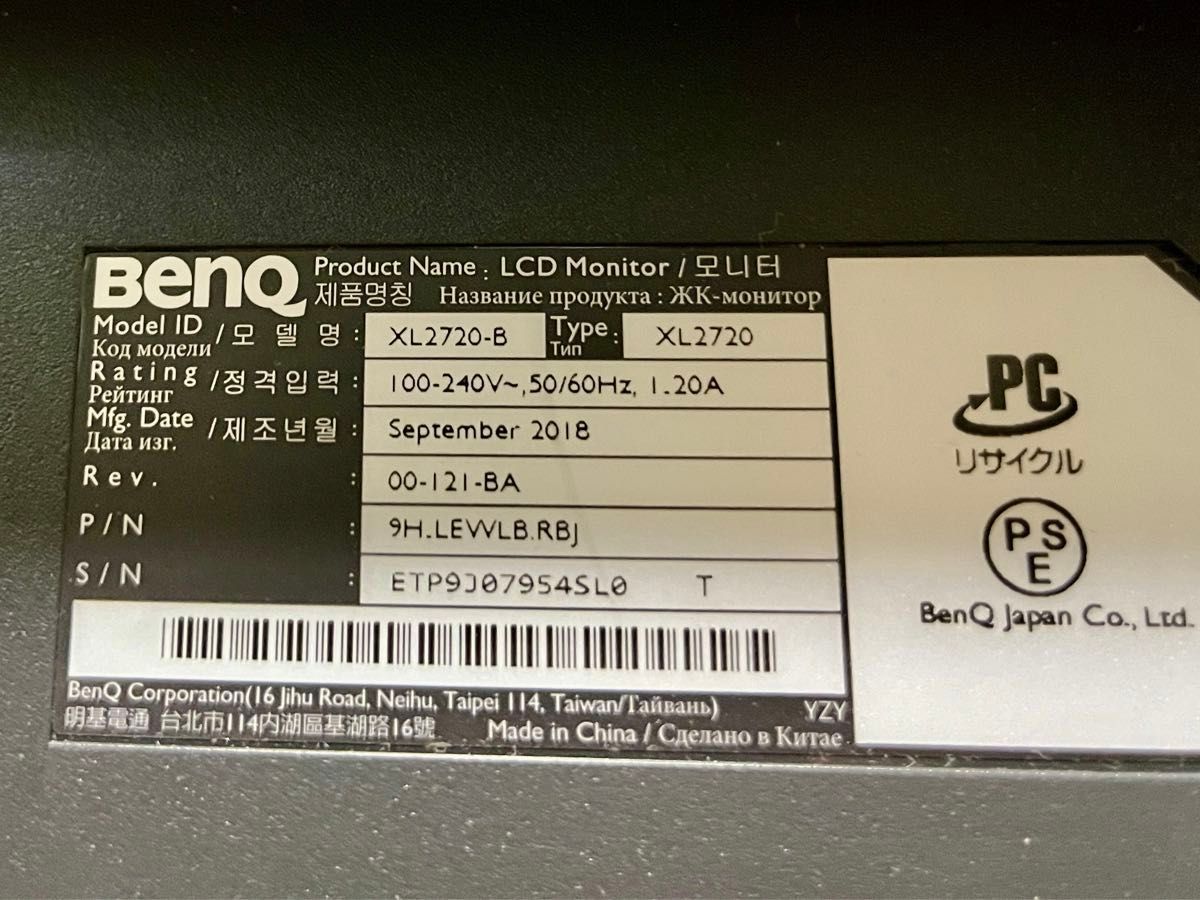 BenQ Product Name : LCD Monitor / 모니터
제품명칭 Название продукта : ЖК-монитор
Model ID / 모 델 명 : XL2720-B Type : XL2720
Код модели Тип
Rating / 정격입력 : 100-240V~,50/60Hz, 1.20A
Рейтинг
Mfg. Date / 제조년월 : September 2018
Дата изг.
Rev. : 00-121-BA
P/N : 9H.LEWLB.RBJ
S/N : ETP9J07954SL0 T
BenQ Corporation(16 Jihu Road, Neihu, Taipei 114, Taiwan/Тайвань) YZY
明基電通 台北市114内湖區基湖路16號 Made in China / Сделано в Китае
PC
リサイクル
PSE
BenQ Japan Co., Ltd.